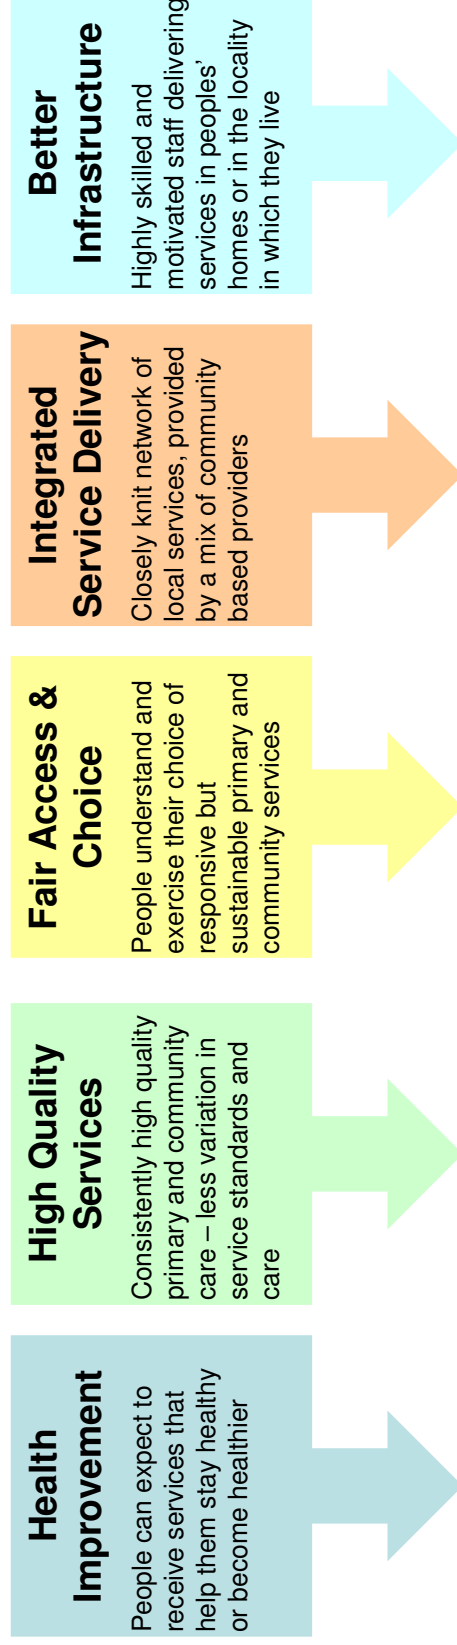 Health
Improvement
People can expect to
receive services that
help them stay healthy
or become healthier
High Quality
Services
Consistently high quality
primary and community
care – less variation in
service standards and
care
Fair Access &
Choice
People understand and
exercise their choice of
responsive but
sustainable primary and
community services
Integrated
Service Delivery
Closely knit network of
local services, provided
by a mix of community
based providers
Better
Infrastructure
Highly skilled and
motivated staff delivering
services in peoples’
homes or in the locality
in which they live